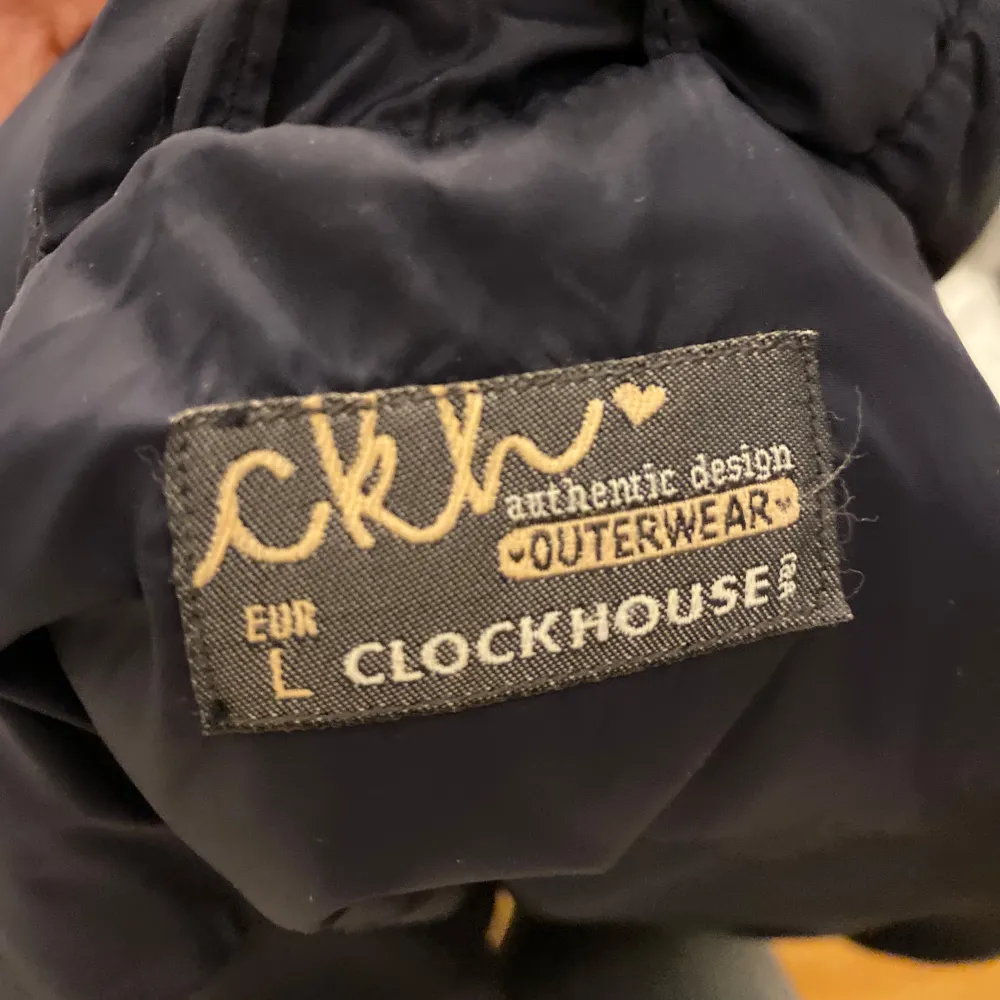 ckh
authentic design
OUTERWEAR
EUR
L
CLOCKHOUSE
C&A